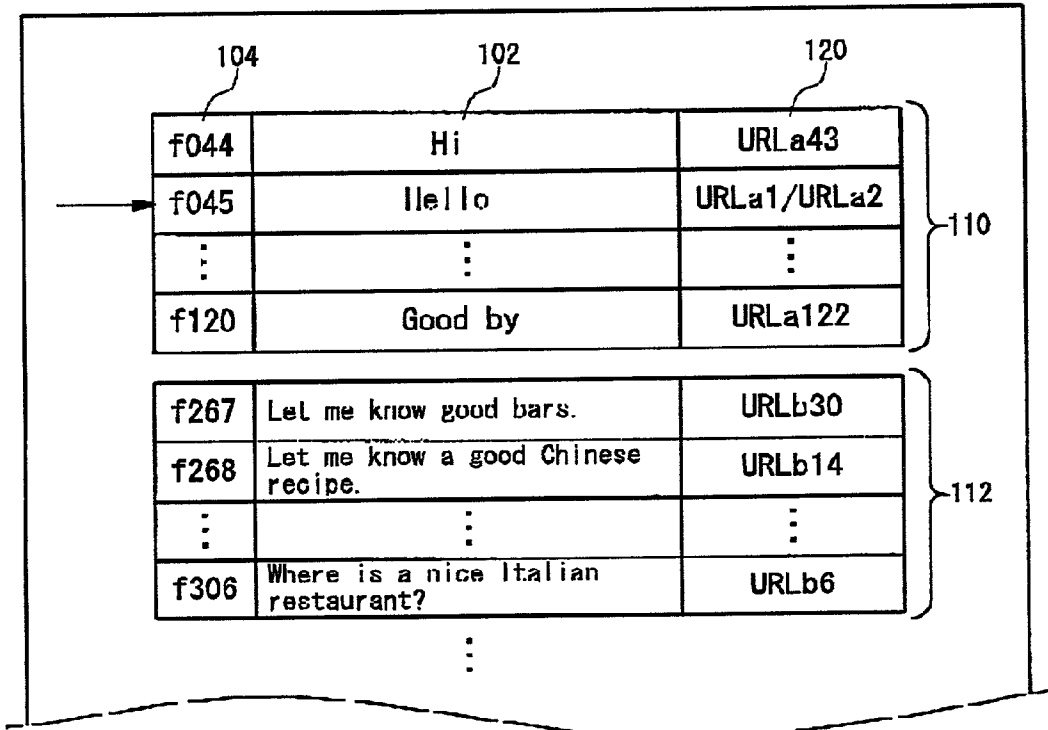 104 102 120
f044 Hi URLa43
f045 Hello URLa1/URLa2
110
f120 Good by URLa122
f267 Let me know good bars. URLb30
f268 Let me know a good Chinese
recipe. URLb14
112
f306 Where is a nice Italian
restaurant? URLb6